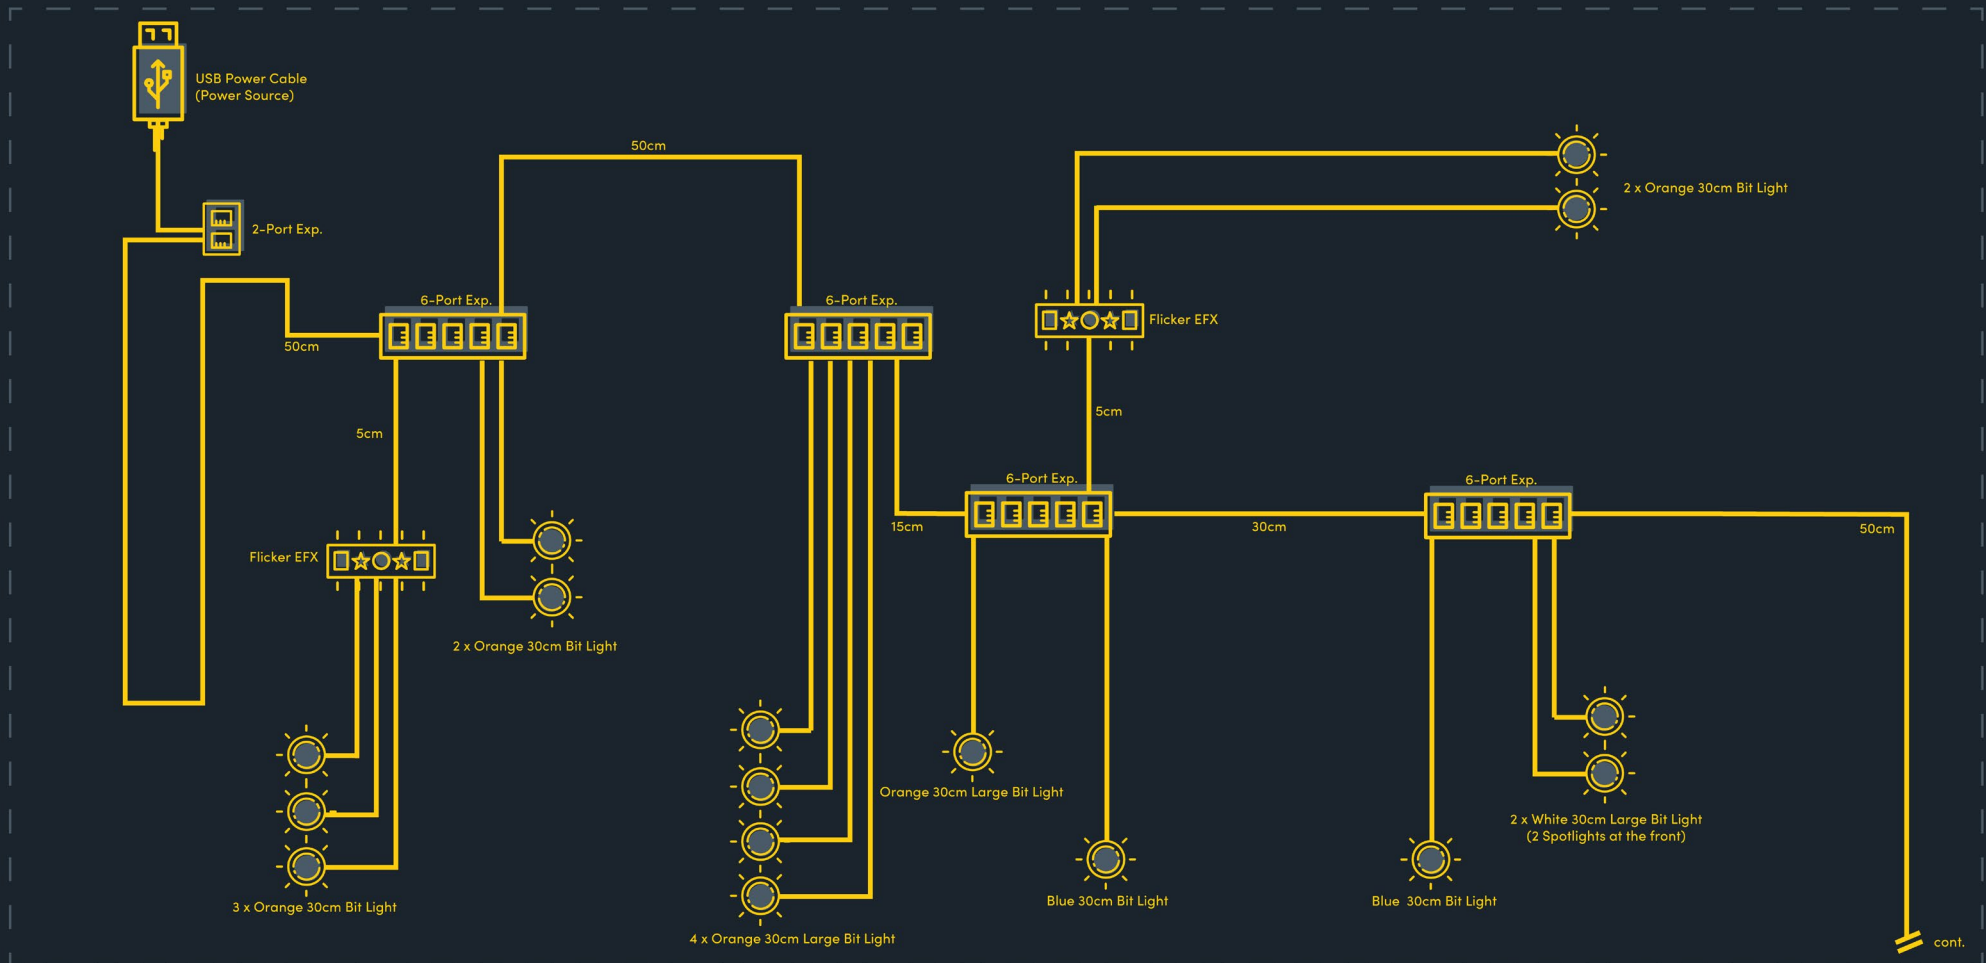 USB Power Cable
(Power Source)
50cm
2 x Orange 30cm Bit Light
2-Port Exp.
6-Port Exp.
6-Port Exp.
Flicker EFX
50cm
5cm
5cm
6-Port Exp.
6-Port Exp.
15cm
30cm
50cm
Flicker EFX
2 x Orange 30cm Bit Light
Orange 30cm Large Bit Light
2 x White 30cm Large Bit Light
(2 Spotlights at the front)
3 x Orange 30cm Bit Light
Blue 30cm Bit Light
Blue  30cm Bit Light
4 x Orange 30cm Large Bit Light
cont.